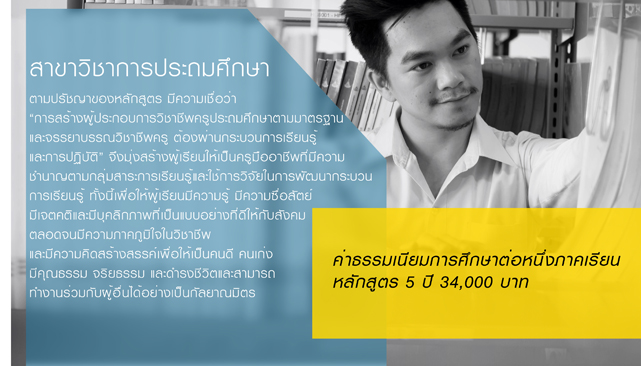 สาขาวิชาการประถมศึกษา
ตามปรัชญาของหลักสูตร มีความเชื่อว่า
“การสร้างผู้ประกอบการวิชาชีพครูประถมศึกษาตามมาตรฐาน
และจรรยาบรรณวิชาชีพครู ต้องผ่านกระบวนการเรียนรู้
และการปฏิบัติ” จึงมุ่งสร้างผู้เรียนให้เป็นครูมืออาชีพที่มีความ
ชำนาญตามกลุ่มสาระการเรียนรู้และใช้การวิจัยในการพัฒนากระบวน
การเรียนรู้ ทั้งนี้เพื่อให้ผู้เรียนมีความรู้ มีความซื่อสัตย์
มีเจตคติและมีบุคลิกภาพที่เป็นแบบอย่างที่ดีให้กับสังคม
ตลอดจนมีความภาคภูมิใจในวิชาชีพ
และมีความคิดสร้างสรรค์เพื่อให้เป็นคนดี คนเก่ง
มีคุณธรรม จริยธรรม และดำรงชีวิตและสามารถ
ทำงานร่วมกับผู้อื่นได้อย่างเป็นกัลยาณมิตร
ค่าธรรมเนียมการศึกษาต่อหนึ่งภาคเรียน
หลักสูตร 5 ปี 34,000 บาท